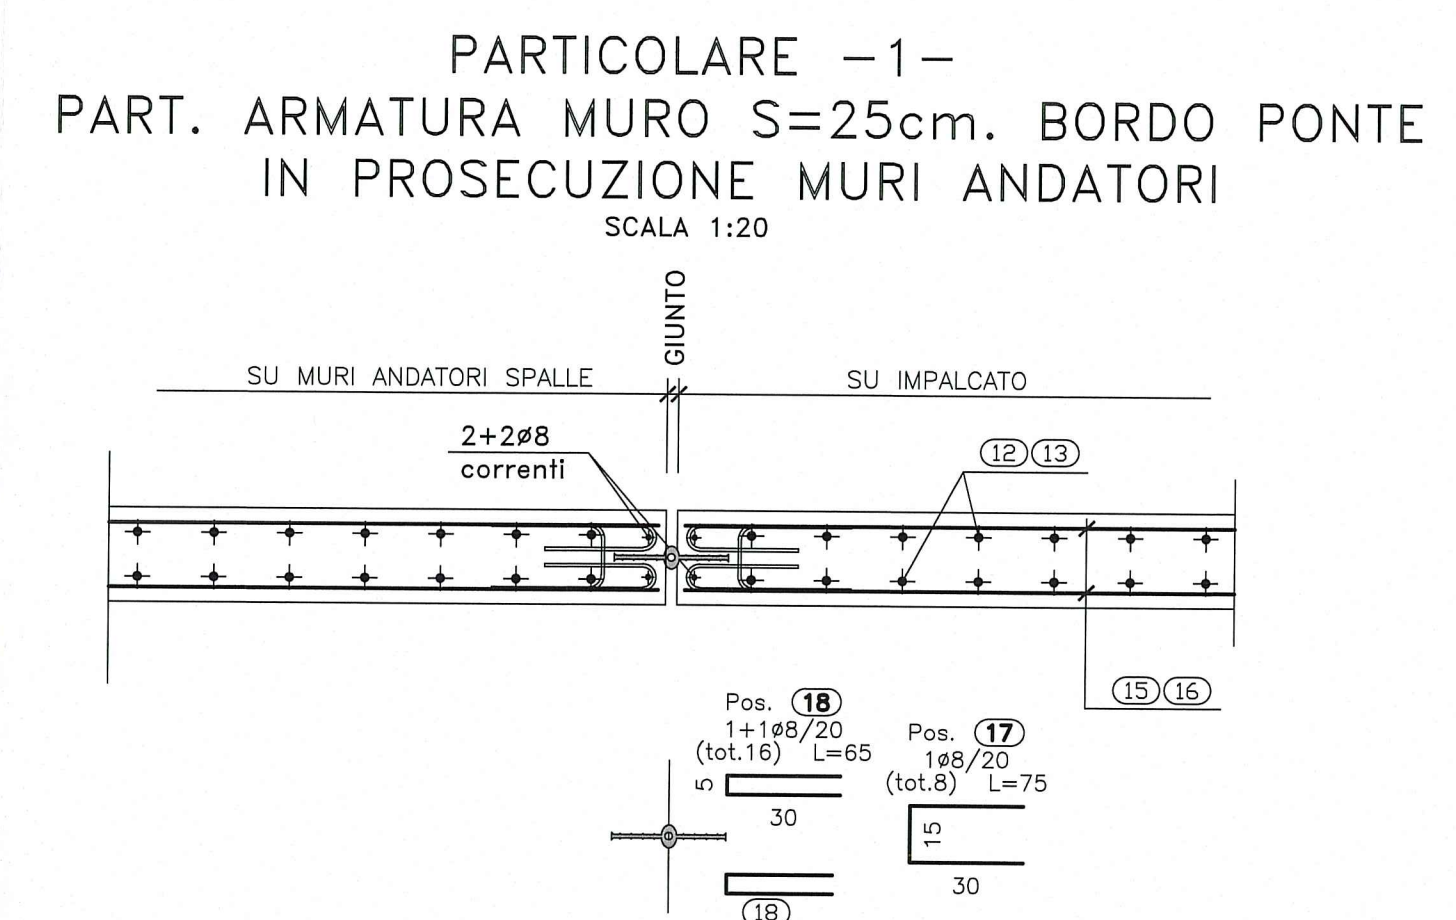 PARTICOLARE -1-
PART. ARMATURA MURO S=25cm. BORDO PONTE
IN PROSECUZIONE MURI ANDATORI
SCALA 1:20
GIUNTO
SU MURI ANDATORI SPALLE
SU IMPALCATO
2+2ø8
correnti
12 13
15 16
Pos. 18
1+1ø8/20
(tot.16) L=65
5
30
Pos. 17
1ø8/20
(tot.8) L=75
15
30
18